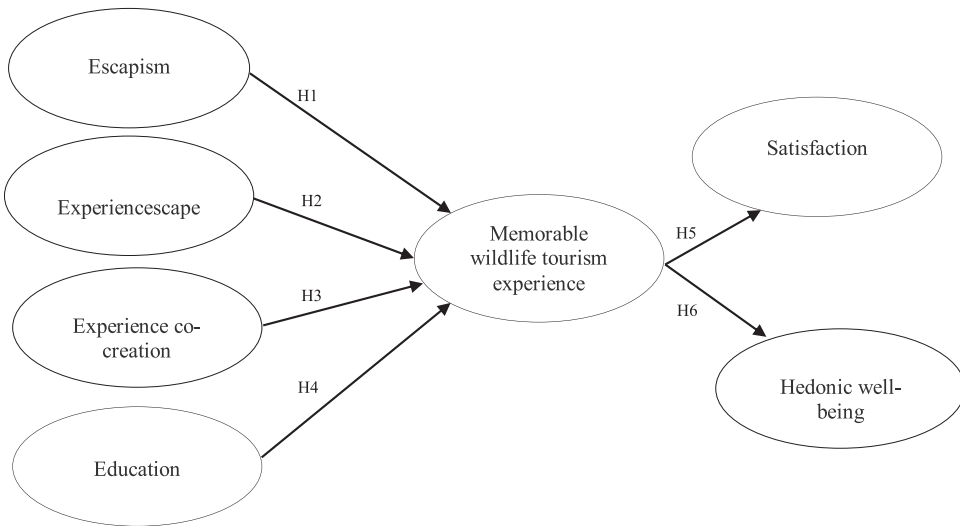 Escapism
H1
Experiencescape
H2
Experience co-
creation
H3
Education
H4
Memorable
wildlife tourism
experience
H5
Satisfaction
H6
Hedonic well-
being